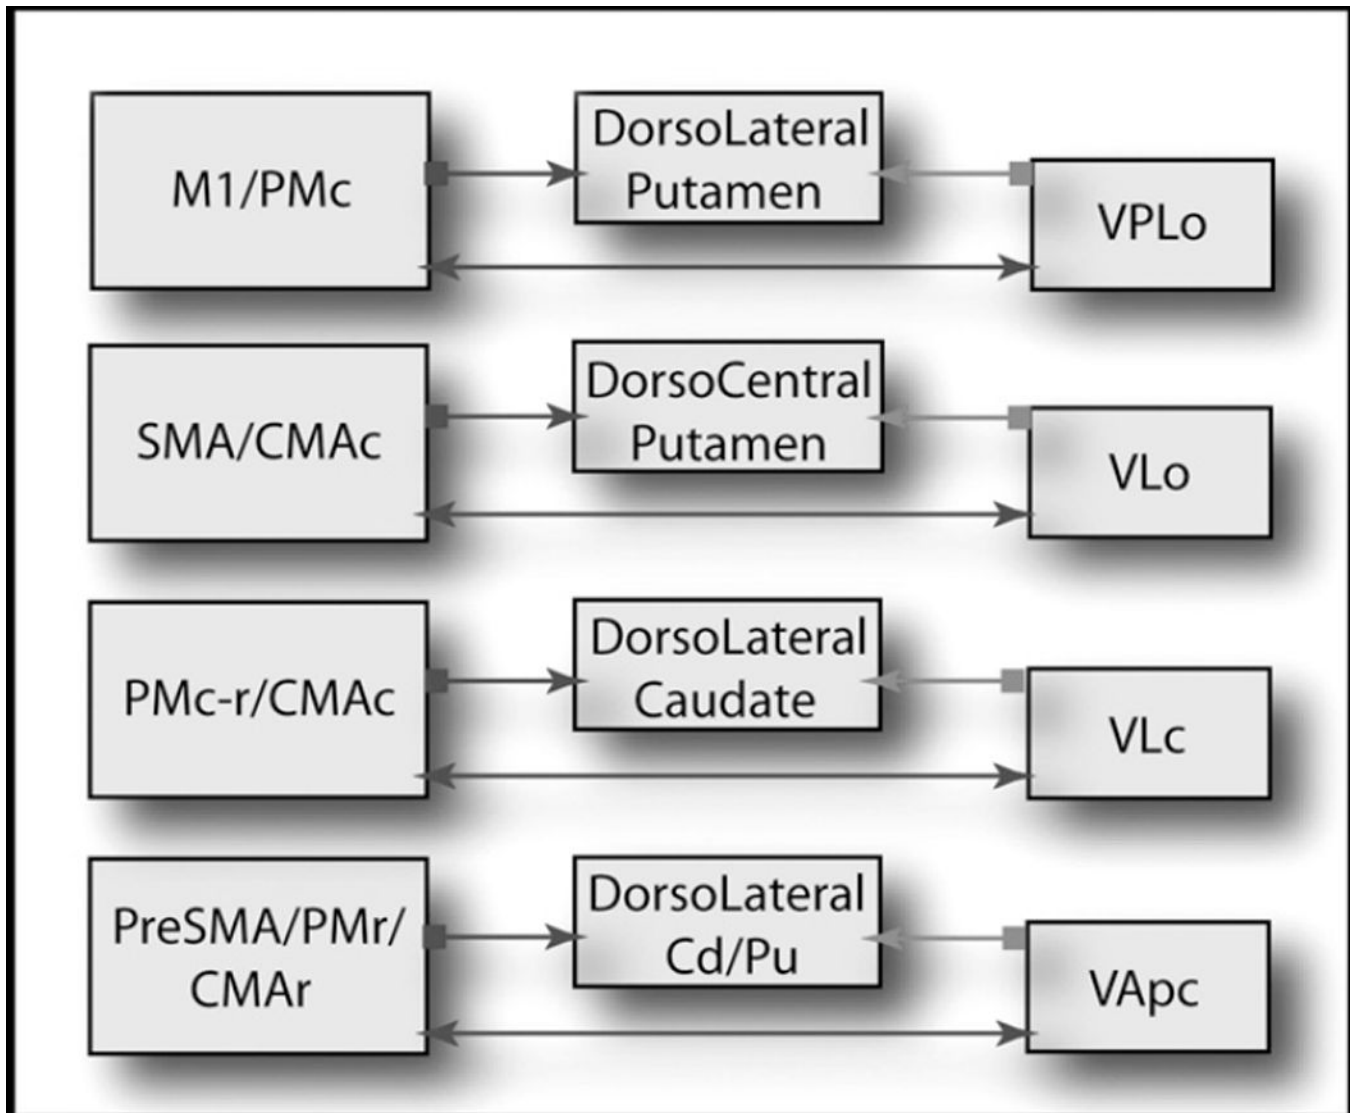 M1/PMc
DorsoLateral
Putamen
VPLo
SMA/CMAc
DorsoCentral
Putamen
VLo
PMc-r/CMAc
DorsoLateral
Caudate
VLc
PreSMA/PMr/
CMAr
DorsoLateral
Cd/Pu
VApc